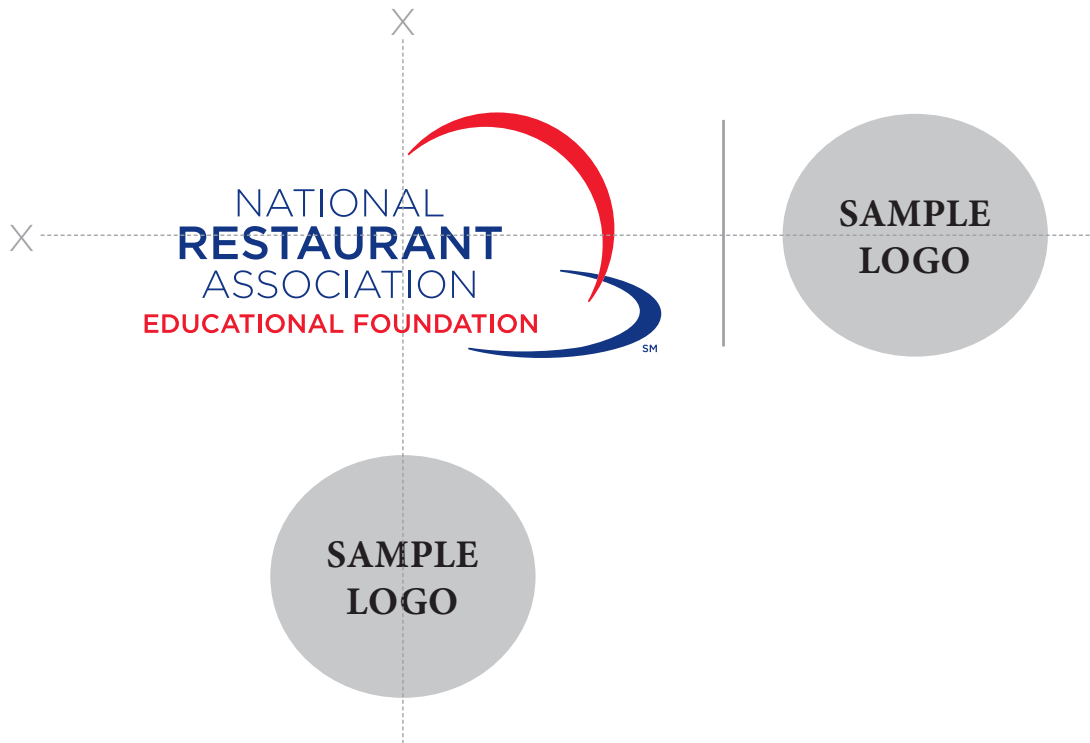 X
NATIONAL
RESTAURANT
ASSOCIATION
EDUCATIONAL FOUNDATION
SM
X
SAMPLE
LOGO
SAMPLE
LOGO